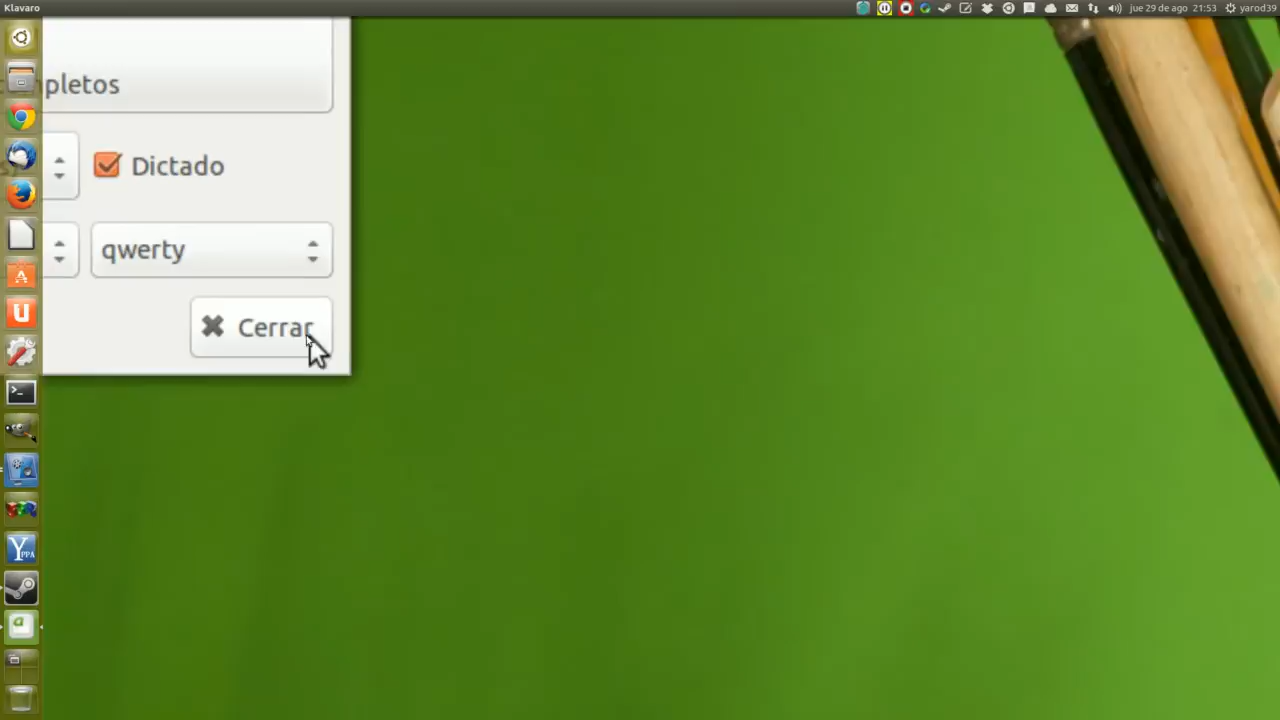 Klavaro
jue 29 de ago 21:53 yarod39
pletos
Dictado
qwerty
Cerrar